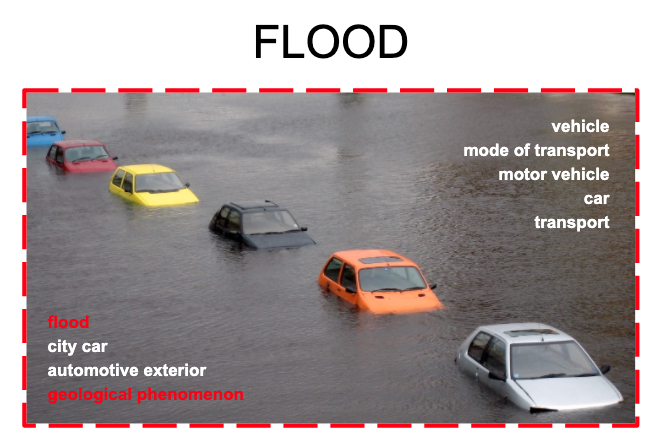 FLOOD
vehicle
mode of transport
motor vehicle
car
transport
flood
city car
automotive exterior
geological phenomenon